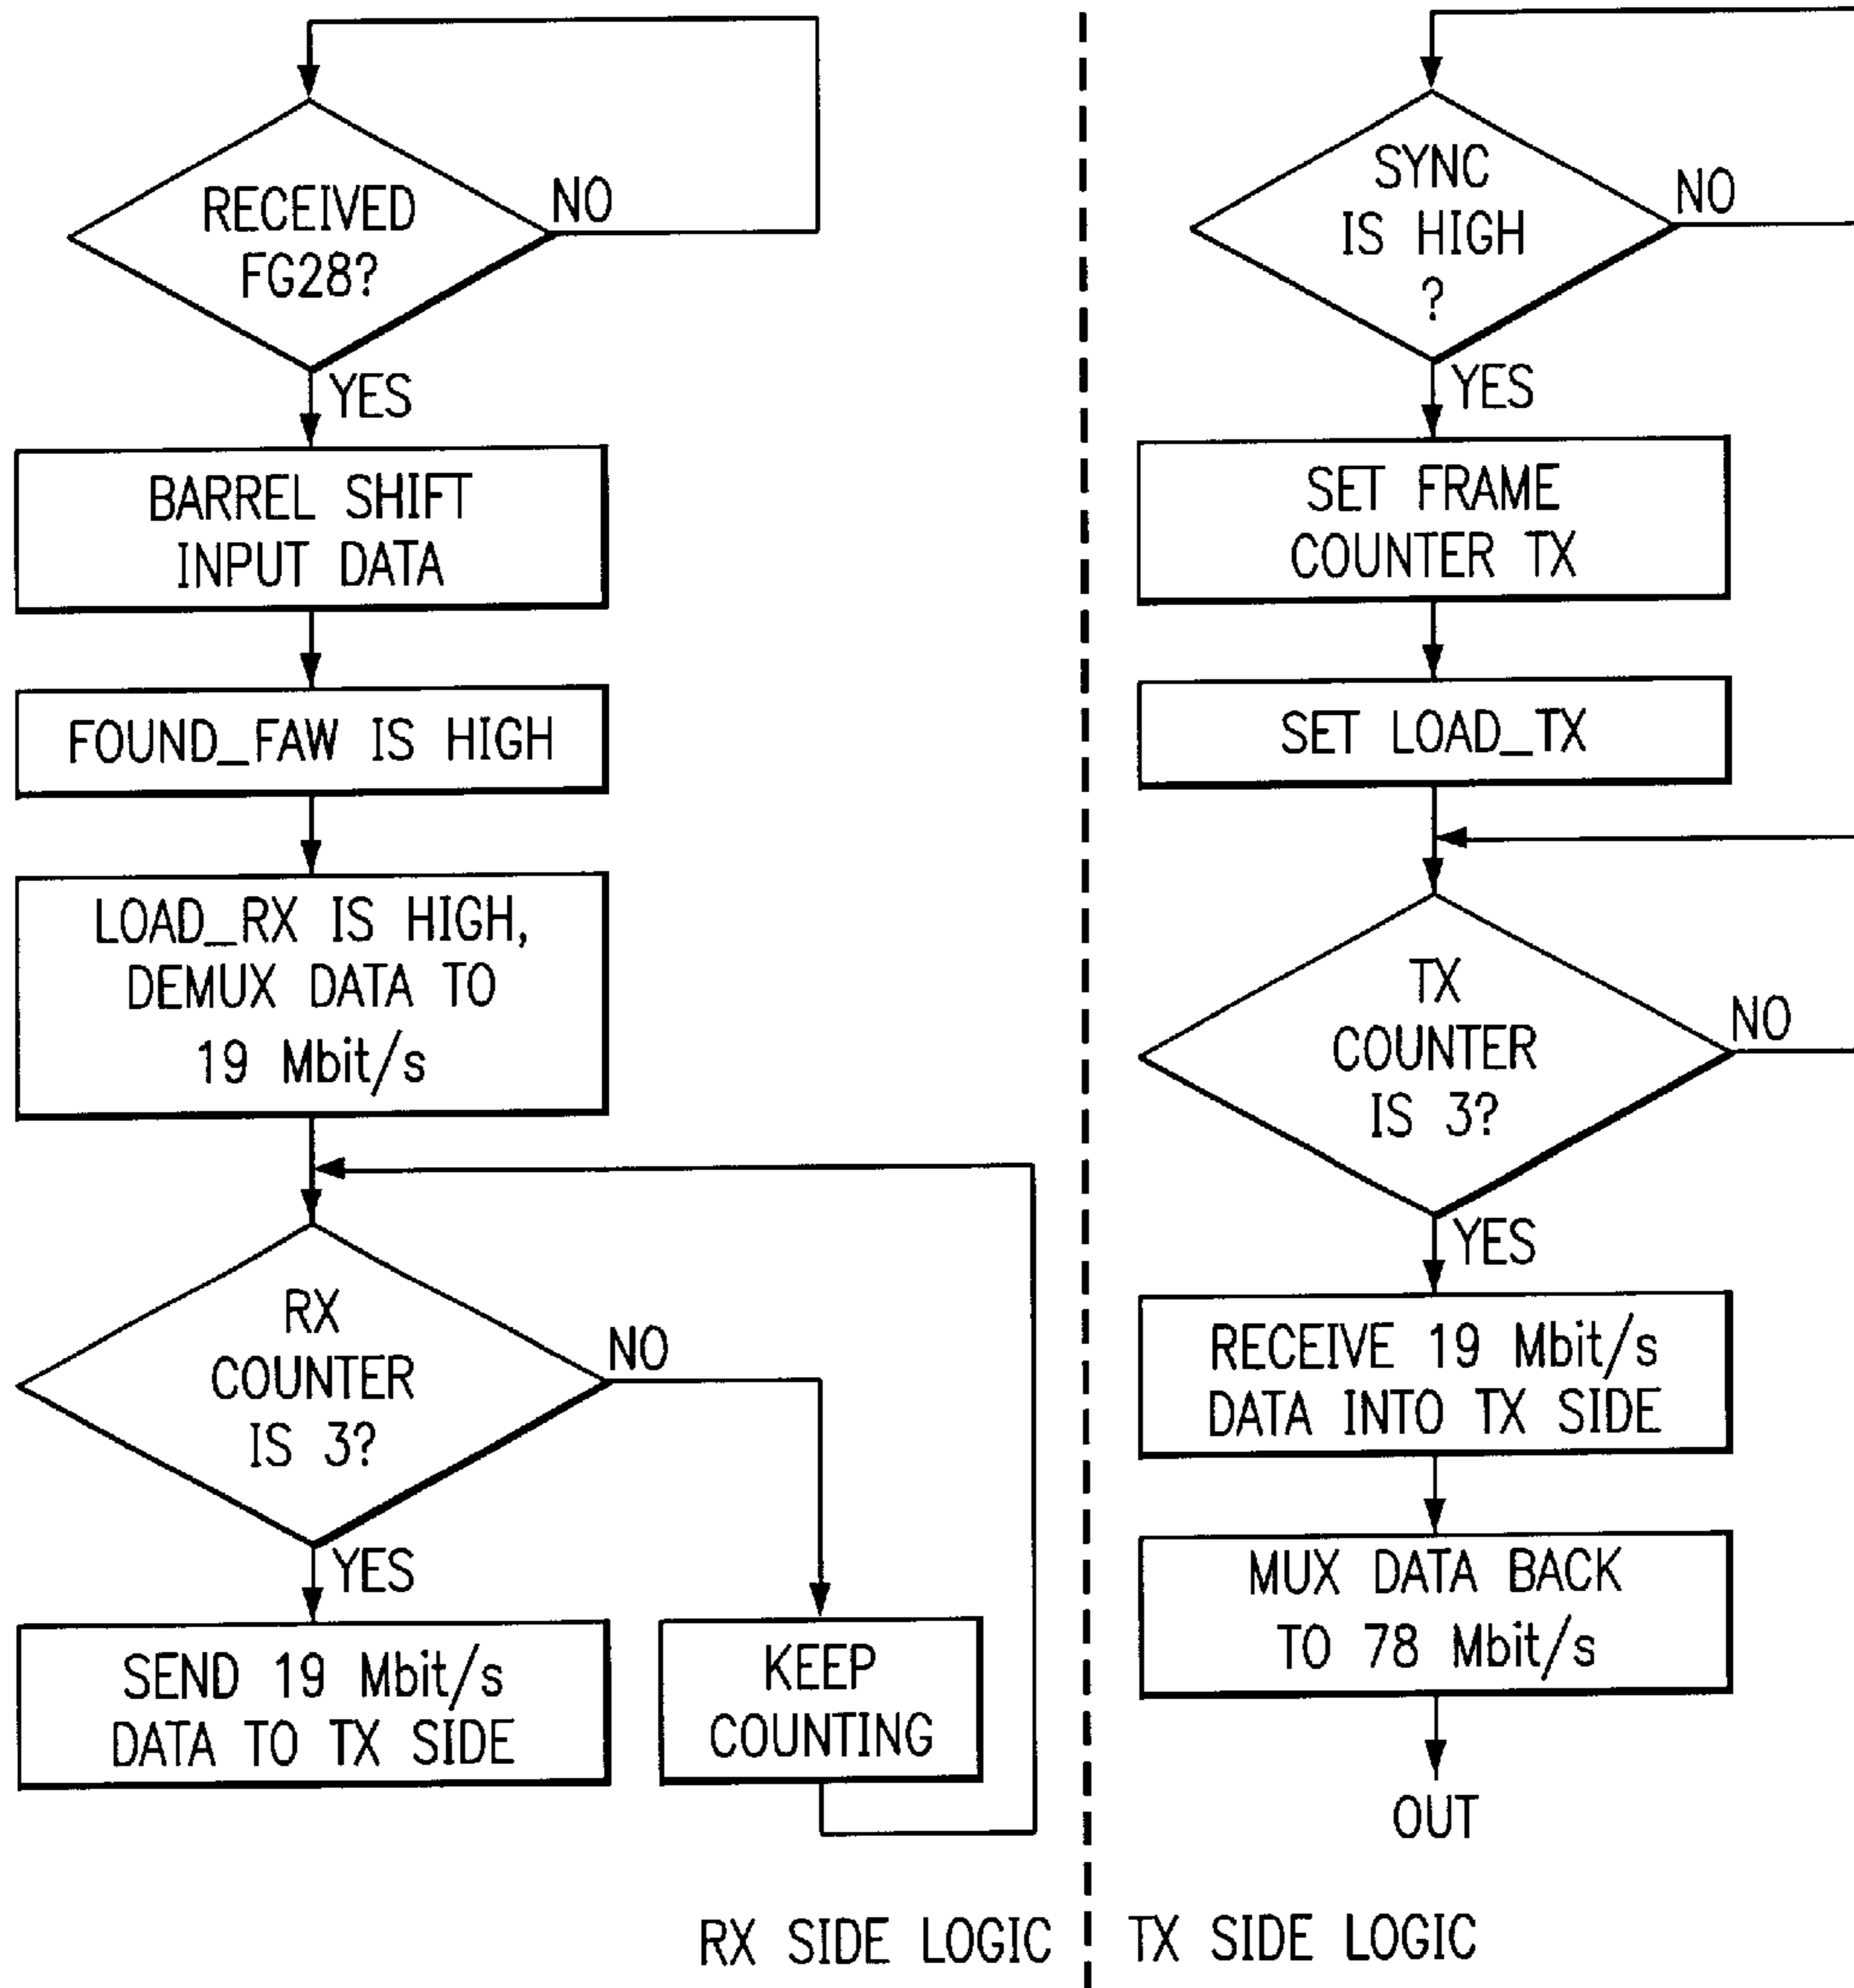 RECEIVED
FG28?
NO
YES
BARREL SHIFT
INPUT DATA
FOUND_FAW IS HIGH
LOAD_RX IS HIGH,
DEMUX DATA TO
19 Mbit/s
RX
COUNTER
IS 3?
NO
YES
SEND 19 Mbit/s
DATA TO TX SIDE
KEEP
COUNTING
RX SIDE LOGIC
SYNC
IS HIGH
?
NO
YES
SET FRAME
COUNTER TX
SET LOAD_TX
TX
COUNTER
IS 3?
NO
YES
RECEIVE 19 Mbit/s
DATA INTO TX SIDE
MUX DATA BACK
TO 78 Mbit/s
OUT
TX SIDE LOGIC